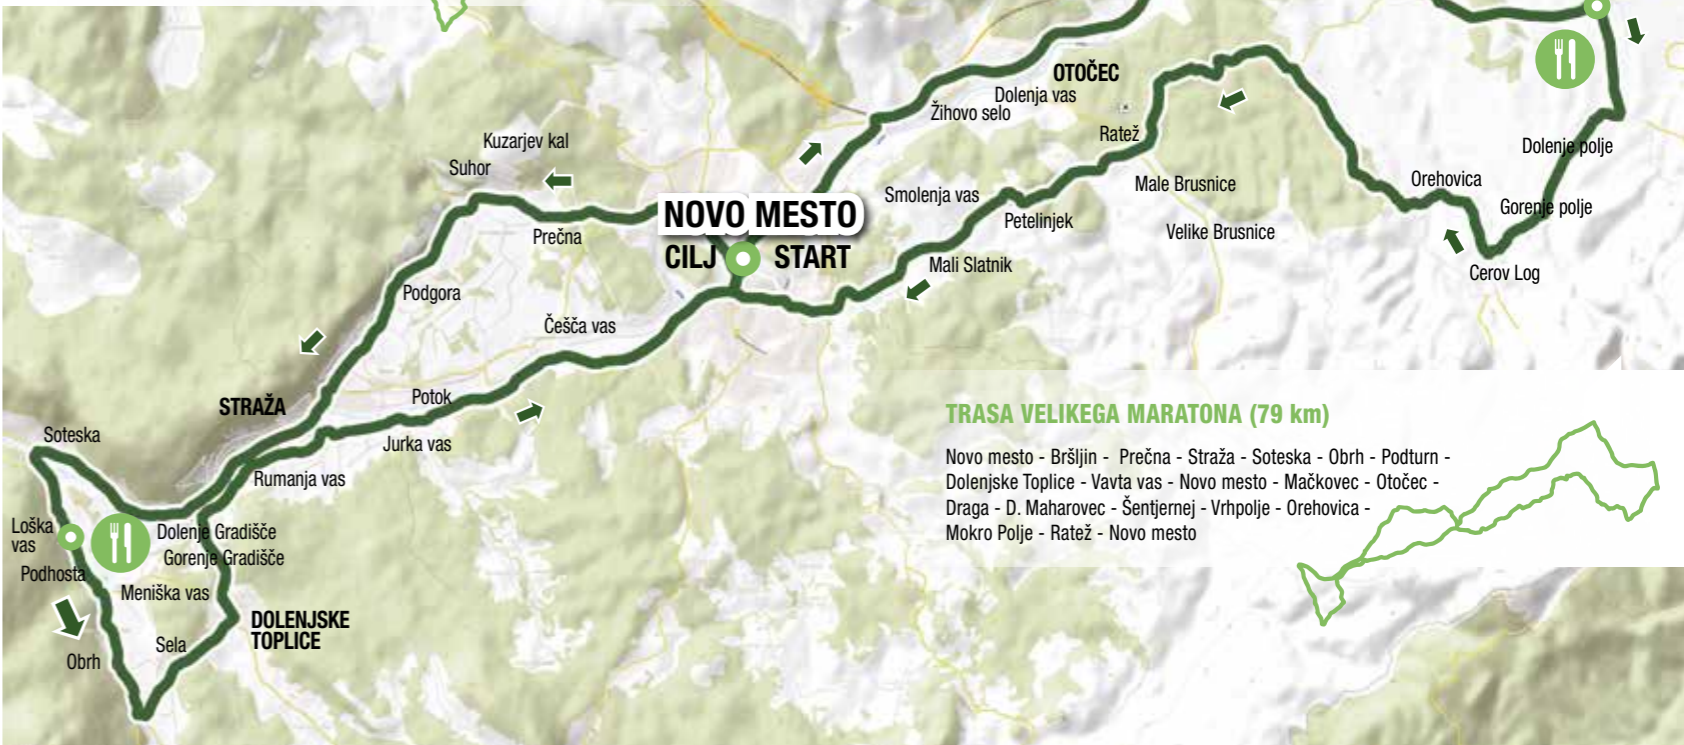 OTOČEC
Dolenja vas
Žihovo selo
Ratež
Kuzarjev kal
Suhor
Dolenje polje
Orehovica
Male Brusnice
Smolenja vas
Gorenje polje
NOVO MESTO
CILJ START
Petelinjek
Velike Brusnice
Prečna
Mali Slatnik
Cerov Log
Podgora
Češča vas
Potok
STRAŽA
Soteska
Jurka vas
Rumanja vas
Loška
vas
Dolenje Gradišče
Gorenje Gradišče
Podhosta
Meniška vas
DOLENJSKE
TOPLICE
Sela
Obrh
TRASA VELIKEGA MARATONA (79 km)
Novo mesto - Bršljin - Prečna - Straža - Soteska - Obrh - Podturn -
Dolenjske Toplice - Vavta vas - Novo mesto - Mačkovec - Otočec -
Draga - D. Maharovec - Šentjernej - Vrhpolje - Orehovica -
Mokro Polje - Ratež - Novo mesto